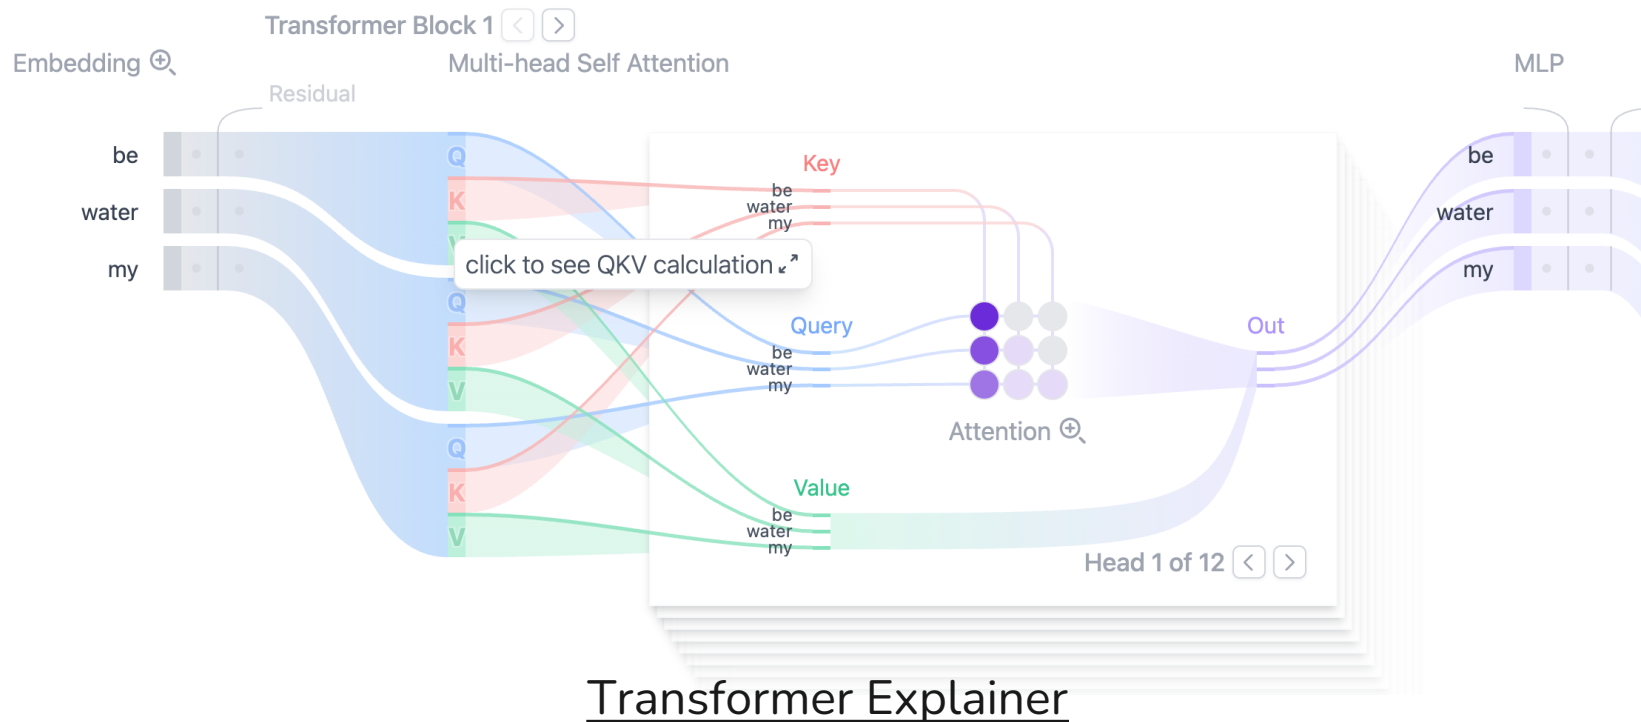 Transformer Block 1 < >
Embedding
Multi-head Self Attention
MLP
Residual
be
water
my
Q
K
V
Q
K
V
Q
K
V
click to see QKV calculation
Key
be
water
my
Query
be
water
my
Attention
Value
be
water
my
Out
Head 1 of 12 < >
be
water
my
Transformer Explainer